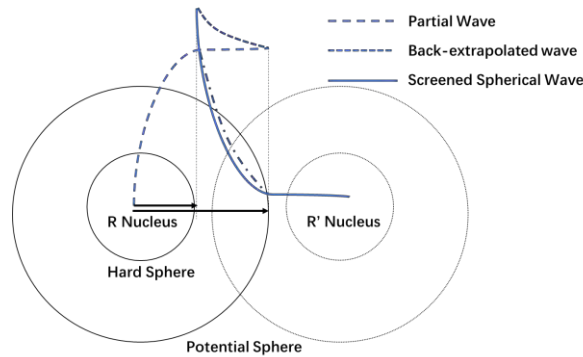 Partial Wave
Back-extrapolated wave
Screened Spherical Wave
R Nucleus
R' Nucleus
Hard Sphere
Potential Sphere